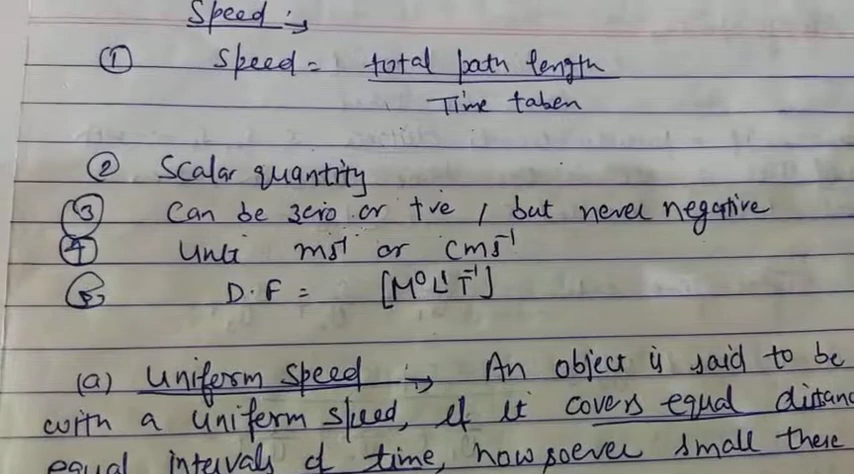 Speed :→
① Speed = total path length
Time taken
② Scalar quantity
③ Can be zero or +ve, but never negative
④ Unit ms⁻¹ or cms⁻¹
⑤ D.F = [M⁰L¹T⁻¹]
(a) Uniform speed :→ An object is said to be
with a uniform speed, if it covers equal distanc
equal intervals of time, howsoever small these